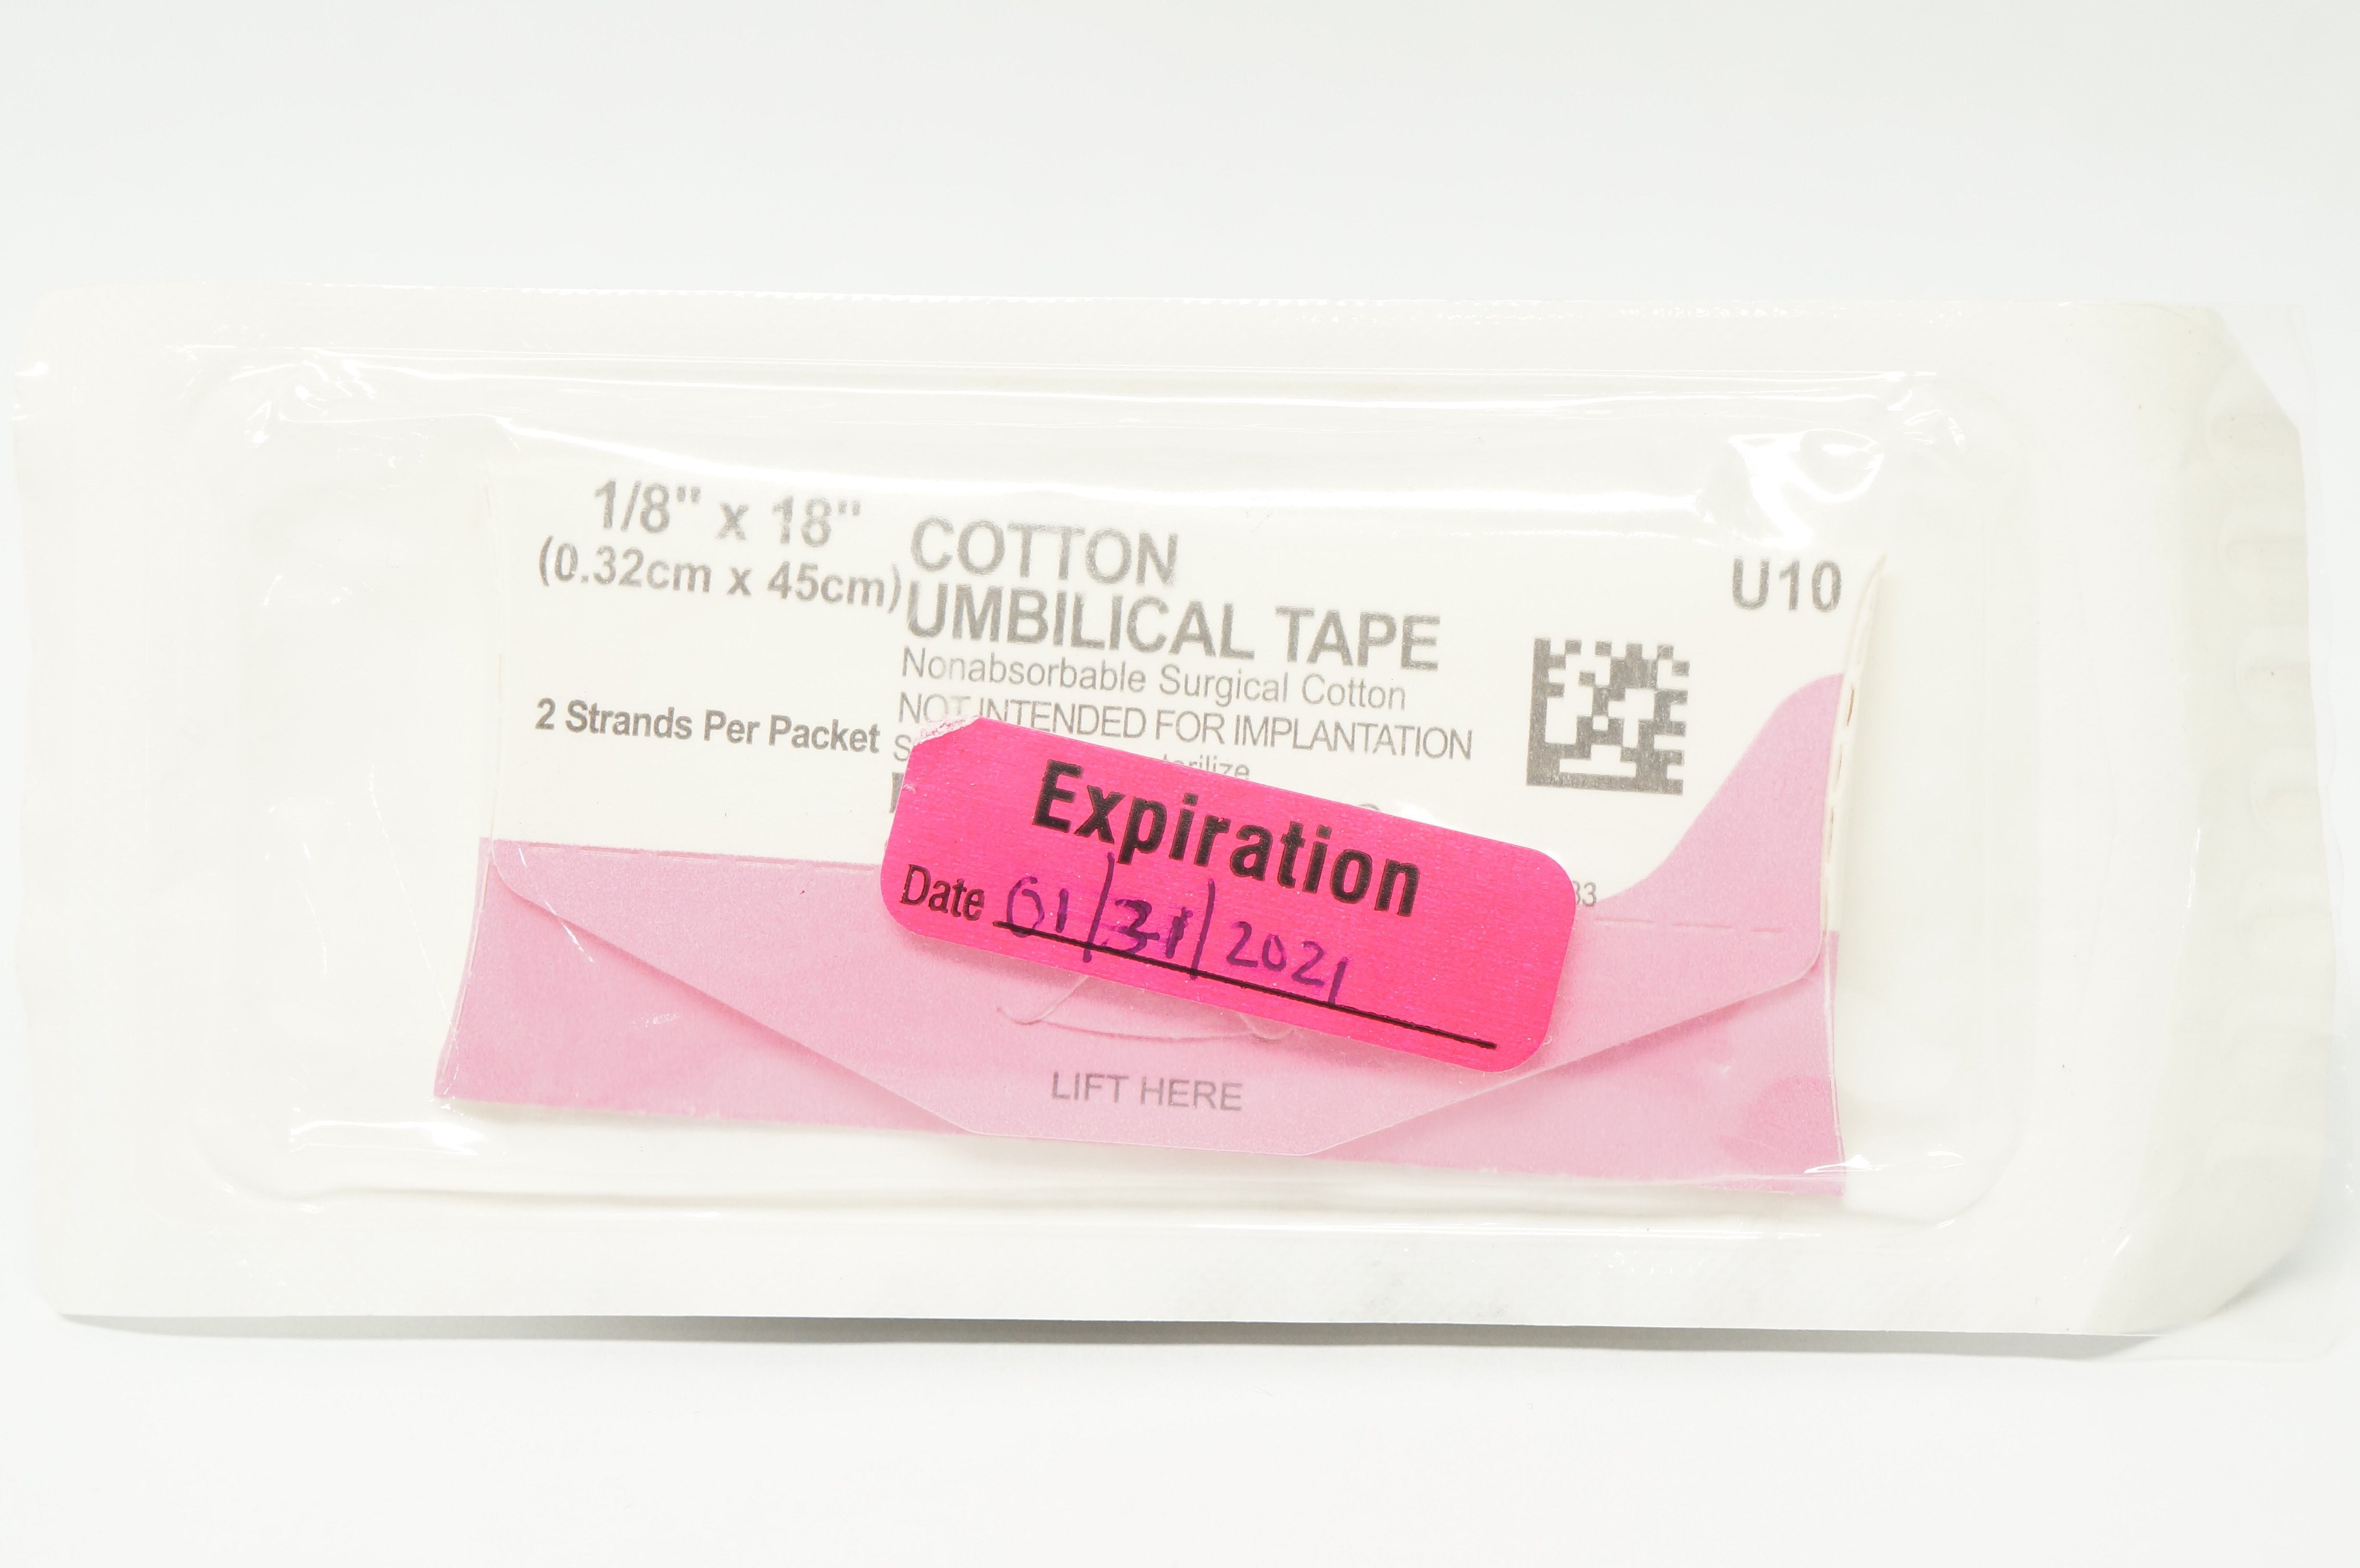 1/8" x 18"
(0.32cm x 45cm)
2 Strands Per Packet
COTTON
UMBILICAL TAPE
Nonabsorbable Surgical Cotton
NOT INTENDED FOR IMPLANTATION
U10
Expiration
Date 01/31/2021
LIFT HERE